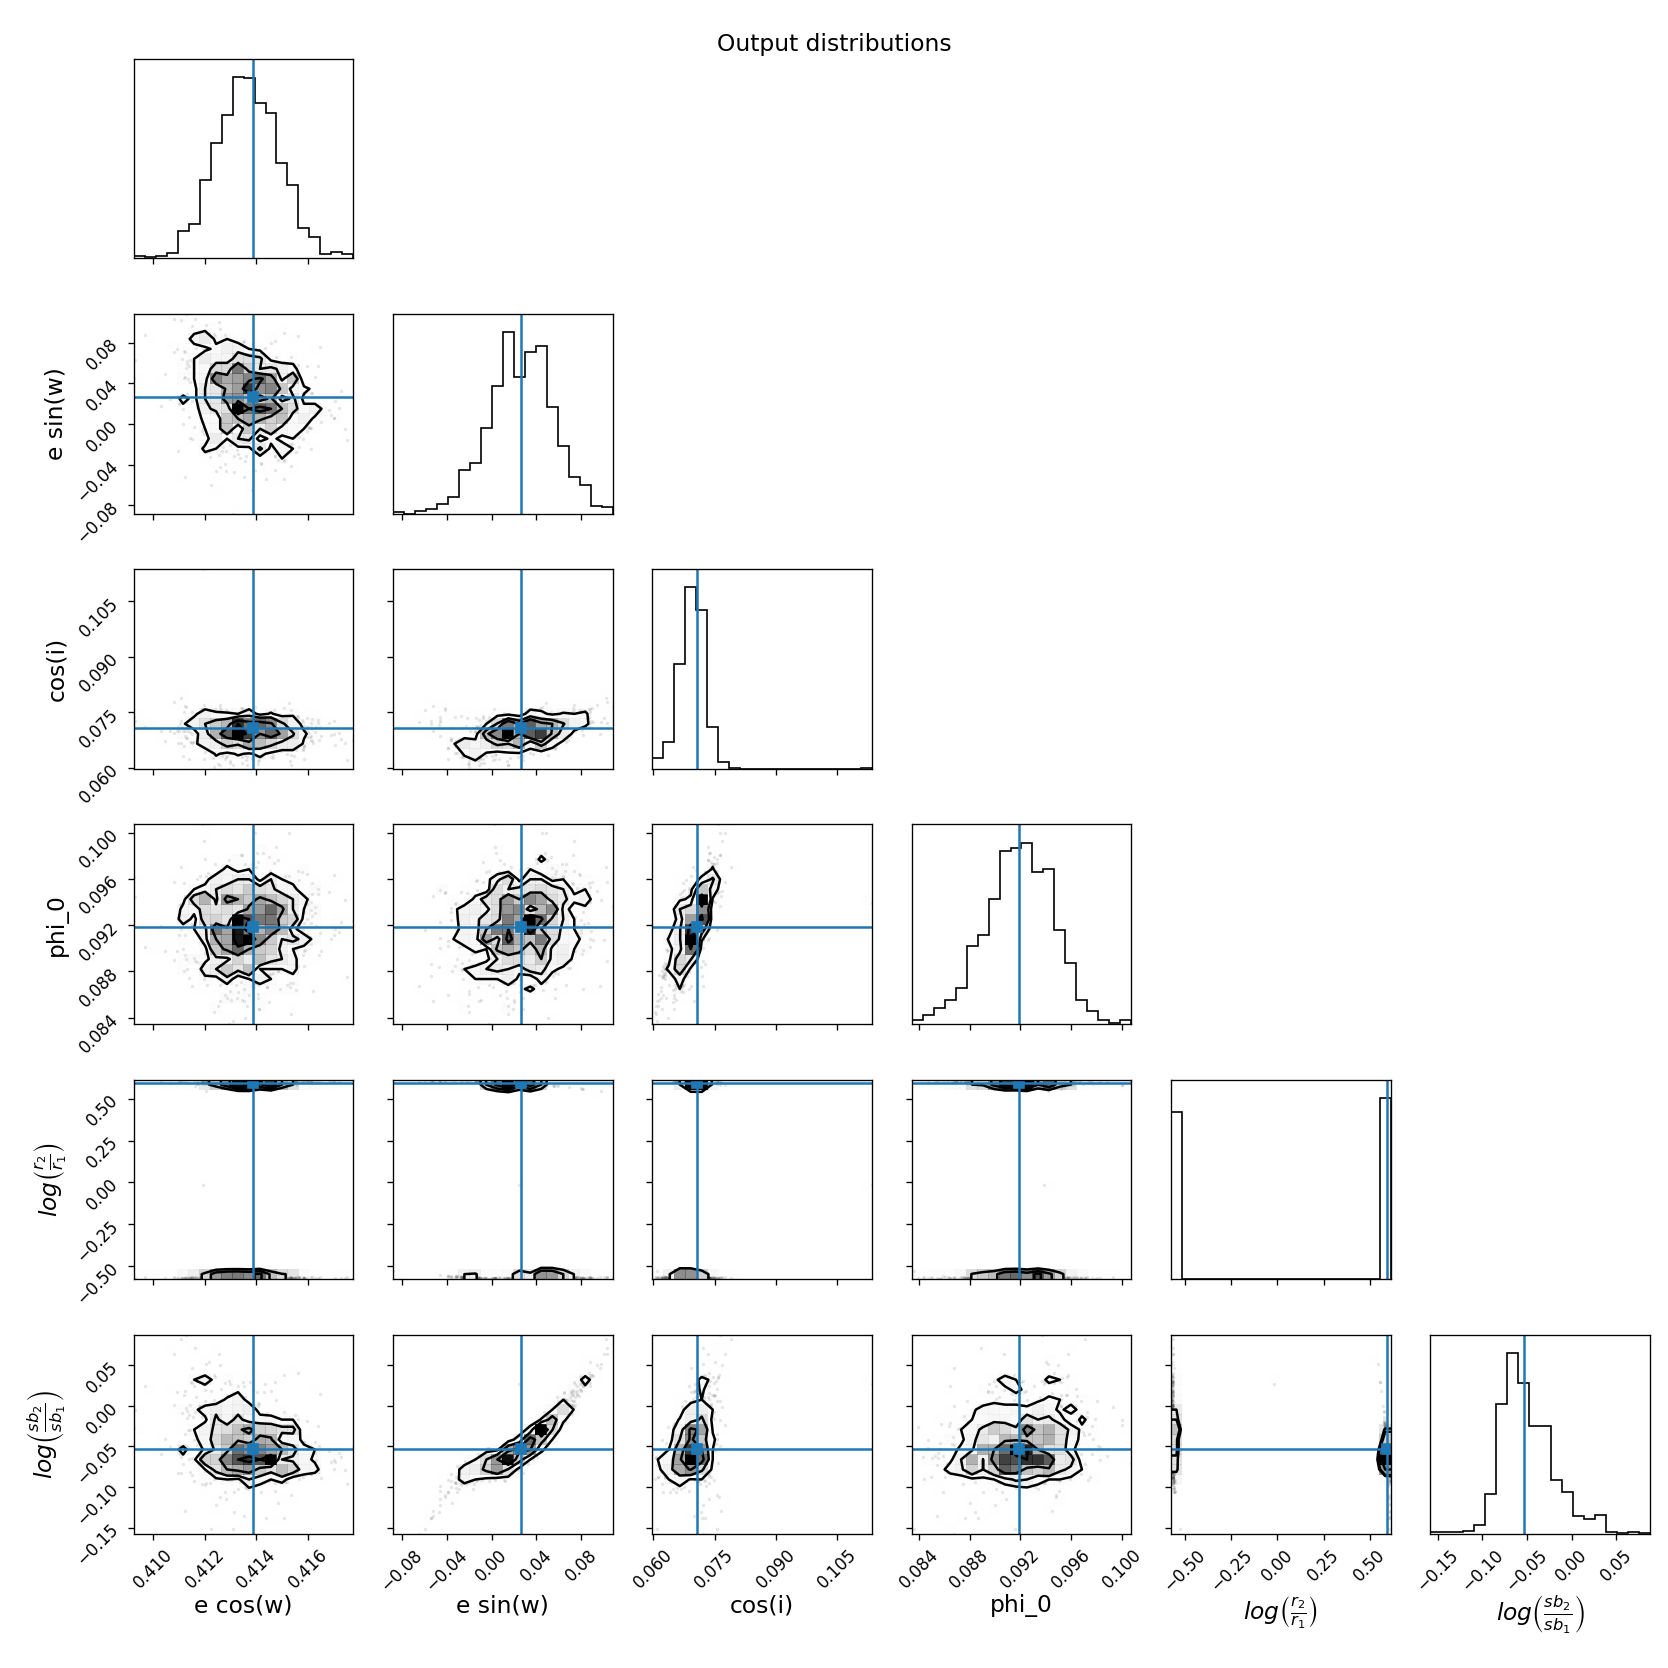 Output distributions
e sin(w)
0.08
0.04
0.00
−0.04
−0.08
cos(i)
0.105
0.090
0.075
0.060
phi_0
0.100
0.096
0.092
0.088
0.084
log(r2/r1)
0.50
0.25
0.00
−0.25
−0.50
log(sb2/sb1)
0.05
0.00
−0.05
−0.10
−0.15
0.410 0.412 0.414 0.416
−0.08 −0.04 0.00 0.04 0.08
0.060 0.075 0.090 0.105
0.084 0.088 0.092 0.096 0.100
−0.50 −0.25 0.00 0.25 0.50
−0.15 −0.10 −0.05 0.00 0.05
e cos(w)
e sin(w)
cos(i)
phi_0
log(r2/r1)
log(sb2/sb1)